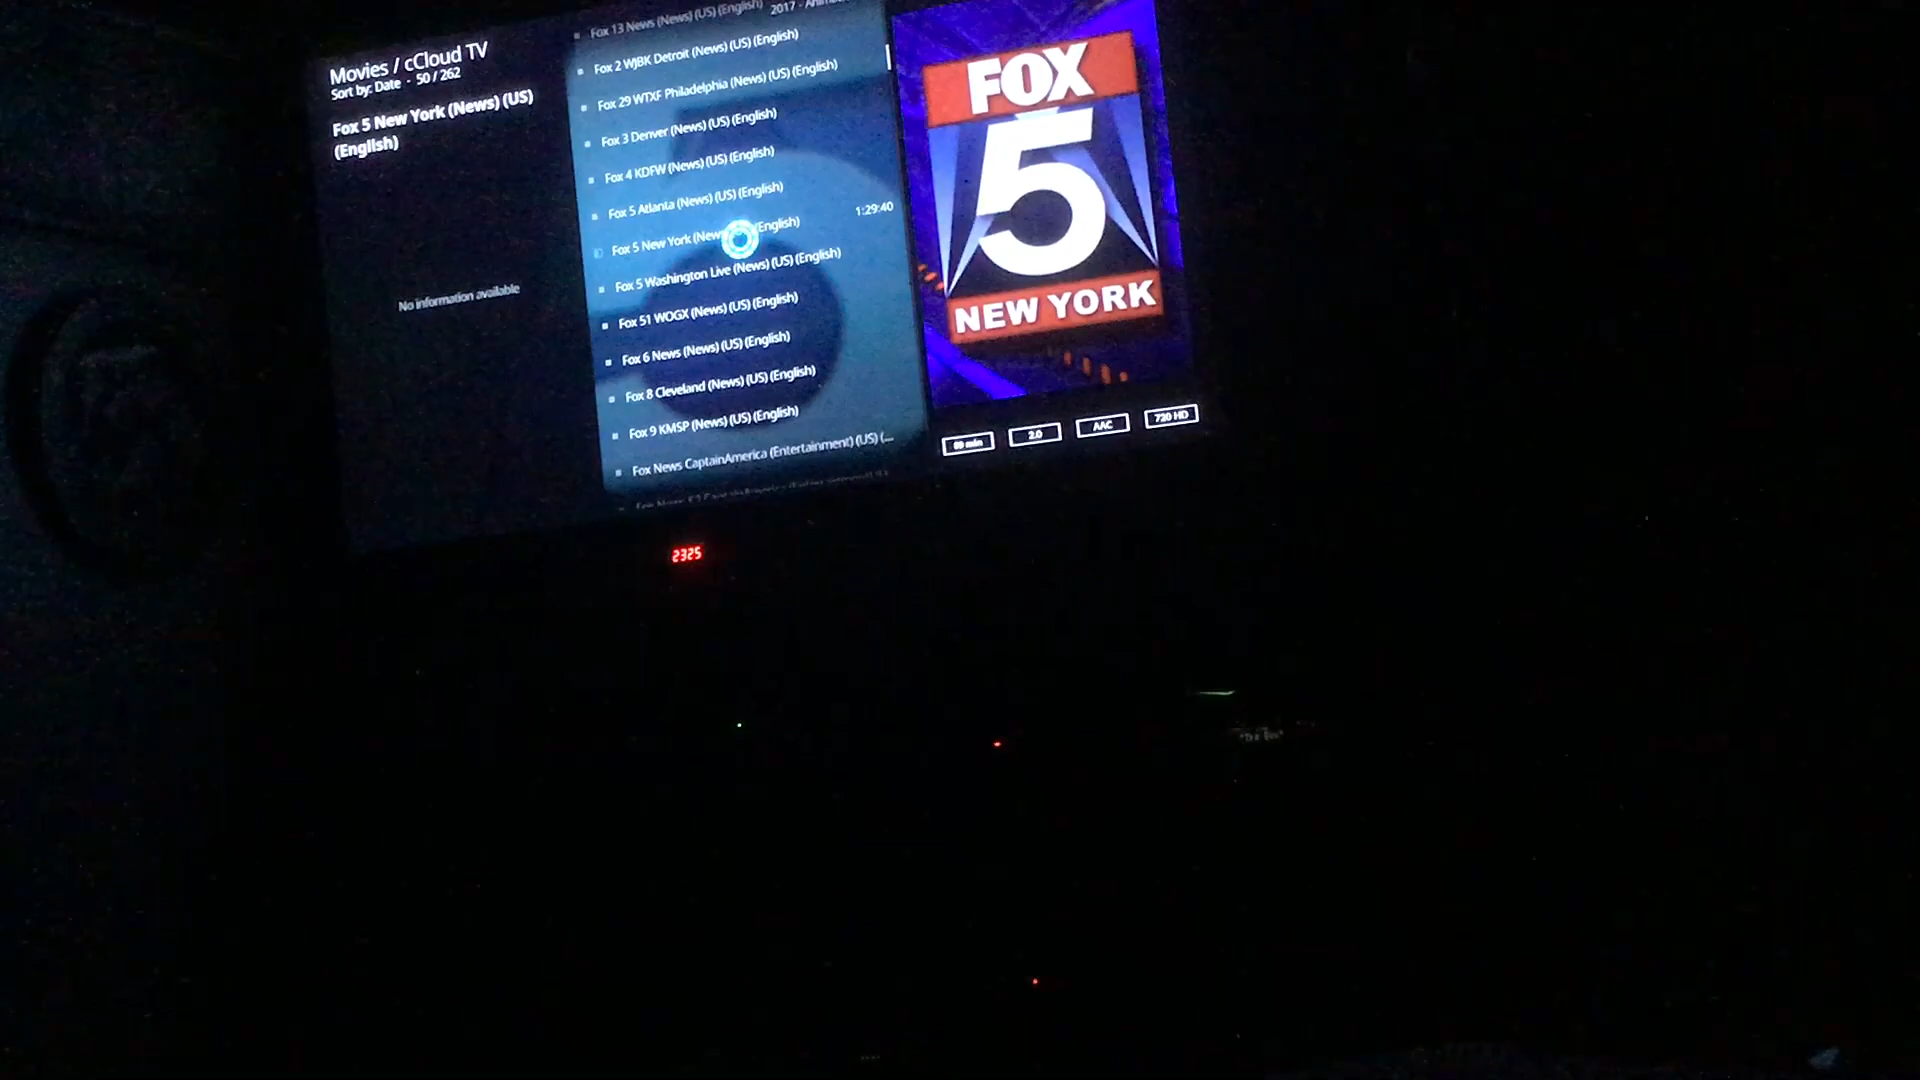 Movies / cCloud TV
Sort by: Date · 50 / 262
Fox 5 New York (News) (US)
(English)
No information available
Fox 13 News (News) (US) (English)
2017
Fox 2 WJBK Detroit (News) (US) (English)
Fox 29 WTXF Philadelphia (News) (US) (English)
Fox 3 Denver (News) (US) (English)
Fox 4 KDFW (News) (US) (English)
Fox 5 Atlanta (News) (US) (English)
Fox 5 New York (News English)
1:29:40
Fox 5 Washington Live (News) (US) (English)
Fox 51 WOGX (News) (US) (English)
Fox 6 News (News) (US) (English)
Fox 8 Cleveland (News) (US) (English)
Fox 9 KMSP (News) (US) (English)
Fox News CaptainAmerica (Entertainment) (US) (...
FOX
5
NEW YORK
89 min
2.0
AAC
720 HD
2325